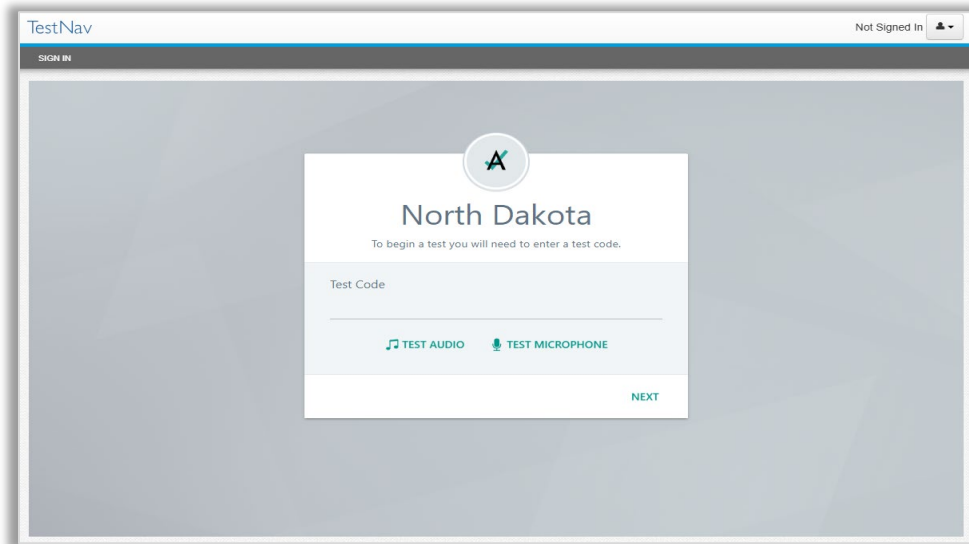 TestNav
Not Signed In
SIGN IN
A
North Dakota
To begin a test you will need to enter a test code.
Test Code
TEST AUDIO
TEST MICROPHONE
NEXT